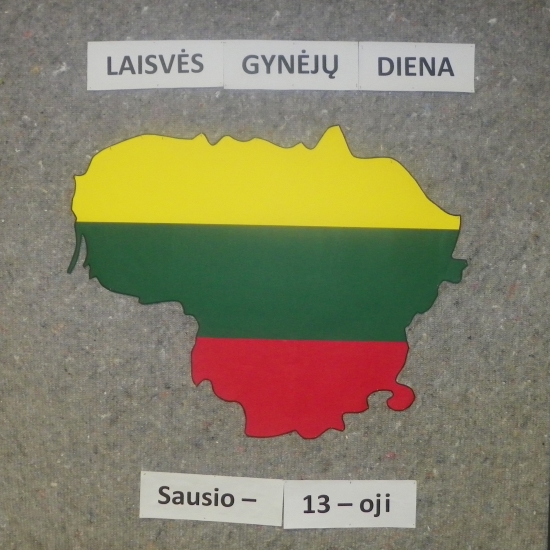 LAISVĖS GYNĖJŲ DIENA
Sausio – 13 – oji